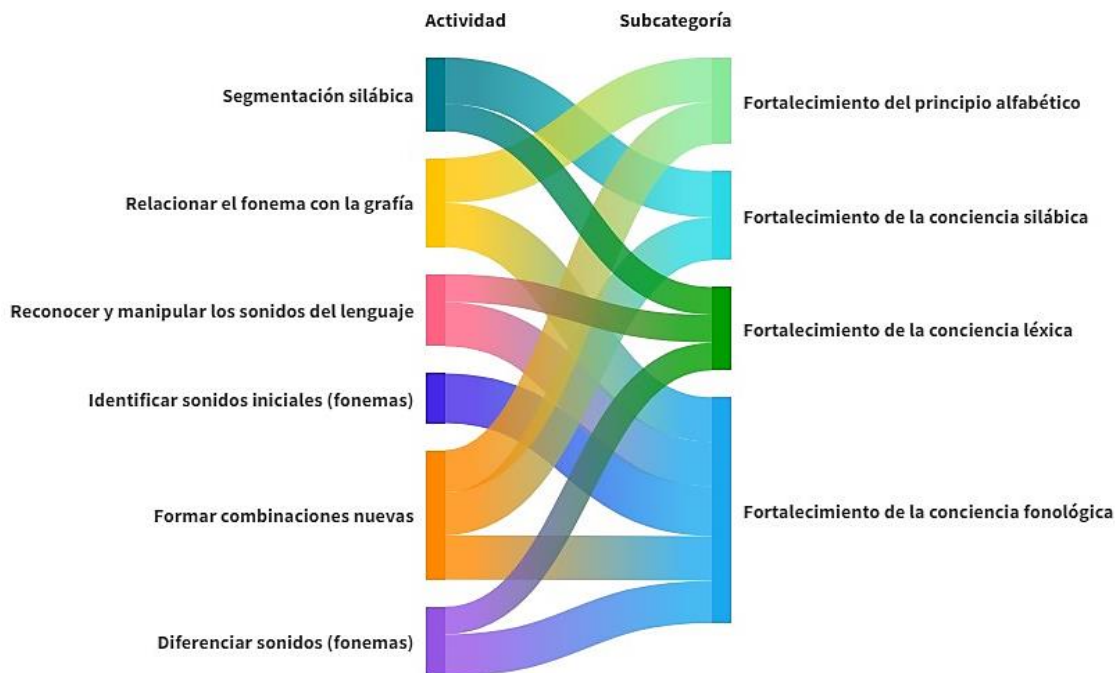 Actividad
Subcategoría
Segmentación silábica
Relacionar el fonema con la grafía
Reconocer y manipular los sonidos del lenguaje
Identificar sonidos iniciales (fonemas)
Formar combinaciones nuevas
Diferenciar sonidos (fonemas)
Fortalecimiento del principio alfabético
Fortalecimiento de la conciencia silábica
Fortalecimiento de la conciencia léxica
Fortalecimiento de la conciencia fonológica